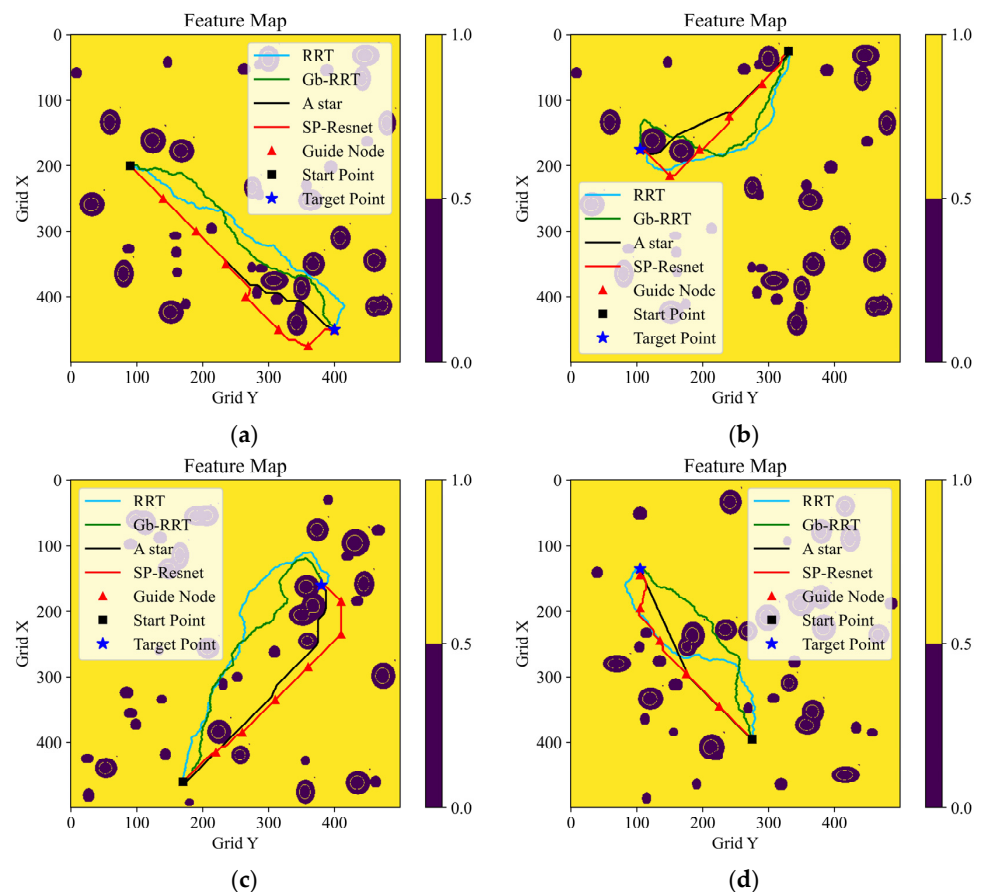 Feature Map
0
100
200
300
400
0 100 200 300 400
Grid X
Grid Y
RRT
Gb-RRT
A star
SP-Resnet
Guide Node
Start Point
Target Point
1.0
0.5
0.0
(a)
Feature Map
0
100
200
300
400
0 100 200 300 400
Grid X
Grid Y
RRT
Gb-RRT
A star
SP-Resnet
Guide Node
Start Point
Target Point
1.0
0.5
0.0
(b)
Feature Map
0
100
200
300
400
0 100 200 300 400
Grid X
Grid Y
RRT
Gb-RRT
A star
SP-Resnet
Guide Node
Start Point
Target Point
1.0
0.5
0.0
(c)
Feature Map
0
100
200
300
400
0 100 200 300 400
Grid X
Grid Y
RRT
Gb-RRT
A star
SP-Resnet
Guide Node
Start Point
Target Point
1.0
0.5
0.0
(d)